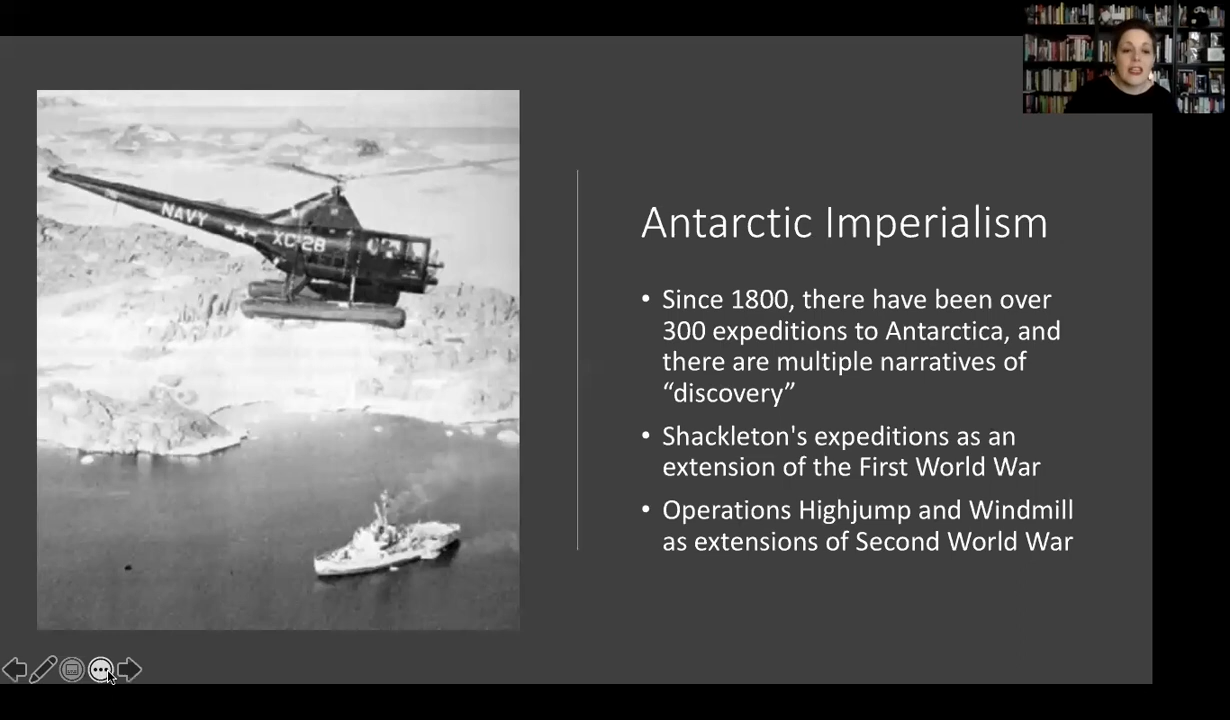 NAVY
XC 28
Antarctic Imperialism
• Since 1800, there have been over
300 expeditions to Antarctica, and
there are multiple narratives of
“discovery”
• Shackleton's expeditions as an
extension of the First World War
• Operations Highjump and Windmill
as extensions of Second World War